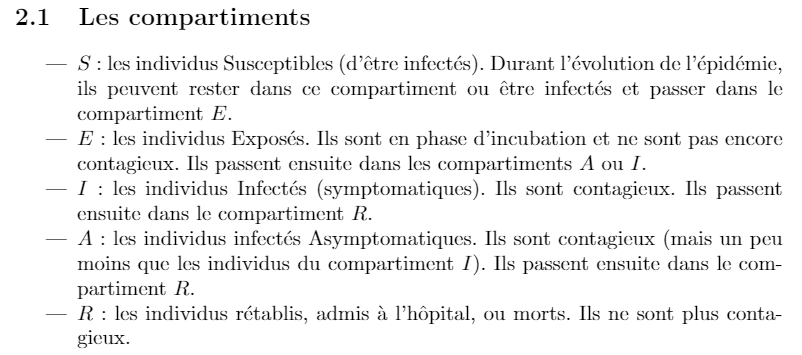 2.1 Les compartiments
— S : les individus Susceptibles (d'être infectés). Durant l'évolution de l'épidémie,
ils peuvent rester dans ce compartiment ou être infectés et passer dans le
compartiment E.
— E : les individus Exposés. Ils sont en phase d'incubation et ne sont pas encore
contagieux. Ils passent ensuite dans les compartiments A ou I.
— I : les individus Infectés (symptomatiques). Ils sont contagieux. Ils passent
ensuite dans le compartiment R.
— A : les individus infectés Asymptomatiques. Ils sont contagieux (mais un peu
moins que les individus du compartiment I). Ils passent ensuite dans le com-
partiment R.
— R : les individus rétablis, admis à l'hôpital, ou morts. Ils ne sont plus conta-
gieux.